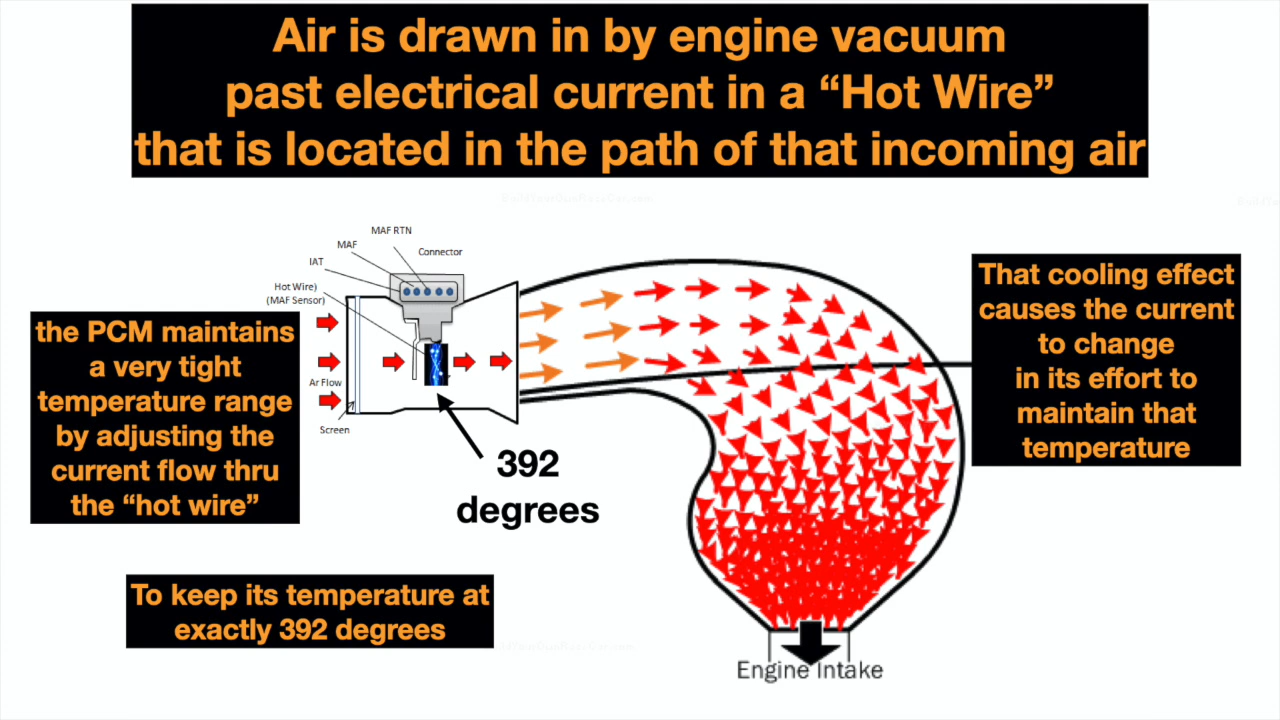 Air is drawn in by engine vacuum
past electrical current in a “Hot Wire”
that is located in the path of that incoming air
MAF RTN
MAF
Connector
IAT
Hot Wire)
(MAF Sensor)
Ar Flow
Screen
the PCM maintains
a very tight
temperature range
by adjusting the
current flow thru
the “hot wire”
392
degrees
That cooling effect
causes the current
to change
in its effort to
maintain that
temperature
To keep its temperature at
exactly 392 degrees
Engine Intake